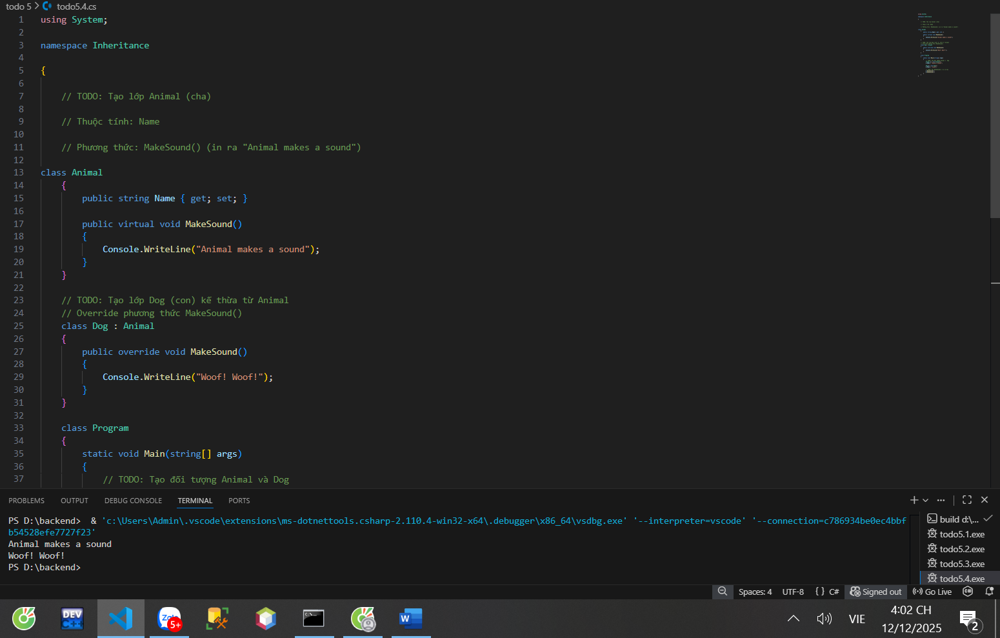 todo 5 > todo5.4.cs
1 using System;
2
3 namespace Inheritance
4
5 {
6
7 // TODO: Tạo lớp Animal (cha)
8
9 // Thuộc tính: Name
10
11 // Phương thức: MakeSound() (in ra "Animal makes a sound")
12
13 class Animal
14 {
15 public string Name { get; set; }
16
17 public virtual void MakeSound()
18 {
19 Console.WriteLine("Animal makes a sound");
20 }
21 }
22
23 // TODO: Tạo lớp Dog (con) kế thừa từ Animal
24 // Override phương thức MakeSound()
25 class Dog : Animal
26 {
27 public override void MakeSound()
28 {
29 Console.WriteLine("Woof! Woof!");
30 }
31 }
32
33 class Program
34 {
35 static void Main(string[] args)
36 {
37 // TODO: Tạo đối tượng Animal và Dog
PROBLEMS OUTPUT DEBUG CONSOLE TERMINAL PORTS
PS D:\backend> & 'c:\Users\Admin\.vscode\extensions\ms-dotnettools.csharp-2.110.4-win32-x64\.debugger\x86_64\vsdbg.exe' '--interpreter=vscode' '--connection=c786934be0ec4bbf
b54528efe7727f23'
Animal makes a sound
Woof! Woof!
PS D:\backend>
build d:\...
todo5.1.exe
todo5.2.exe
todo5.3.exe
todo5.4.exe
Spaces: 4 UTF-8 { } C# Signed out Go Live
DEV C++
Zalo 5+
W
VIE
4:02 CH
12/12/2025
2